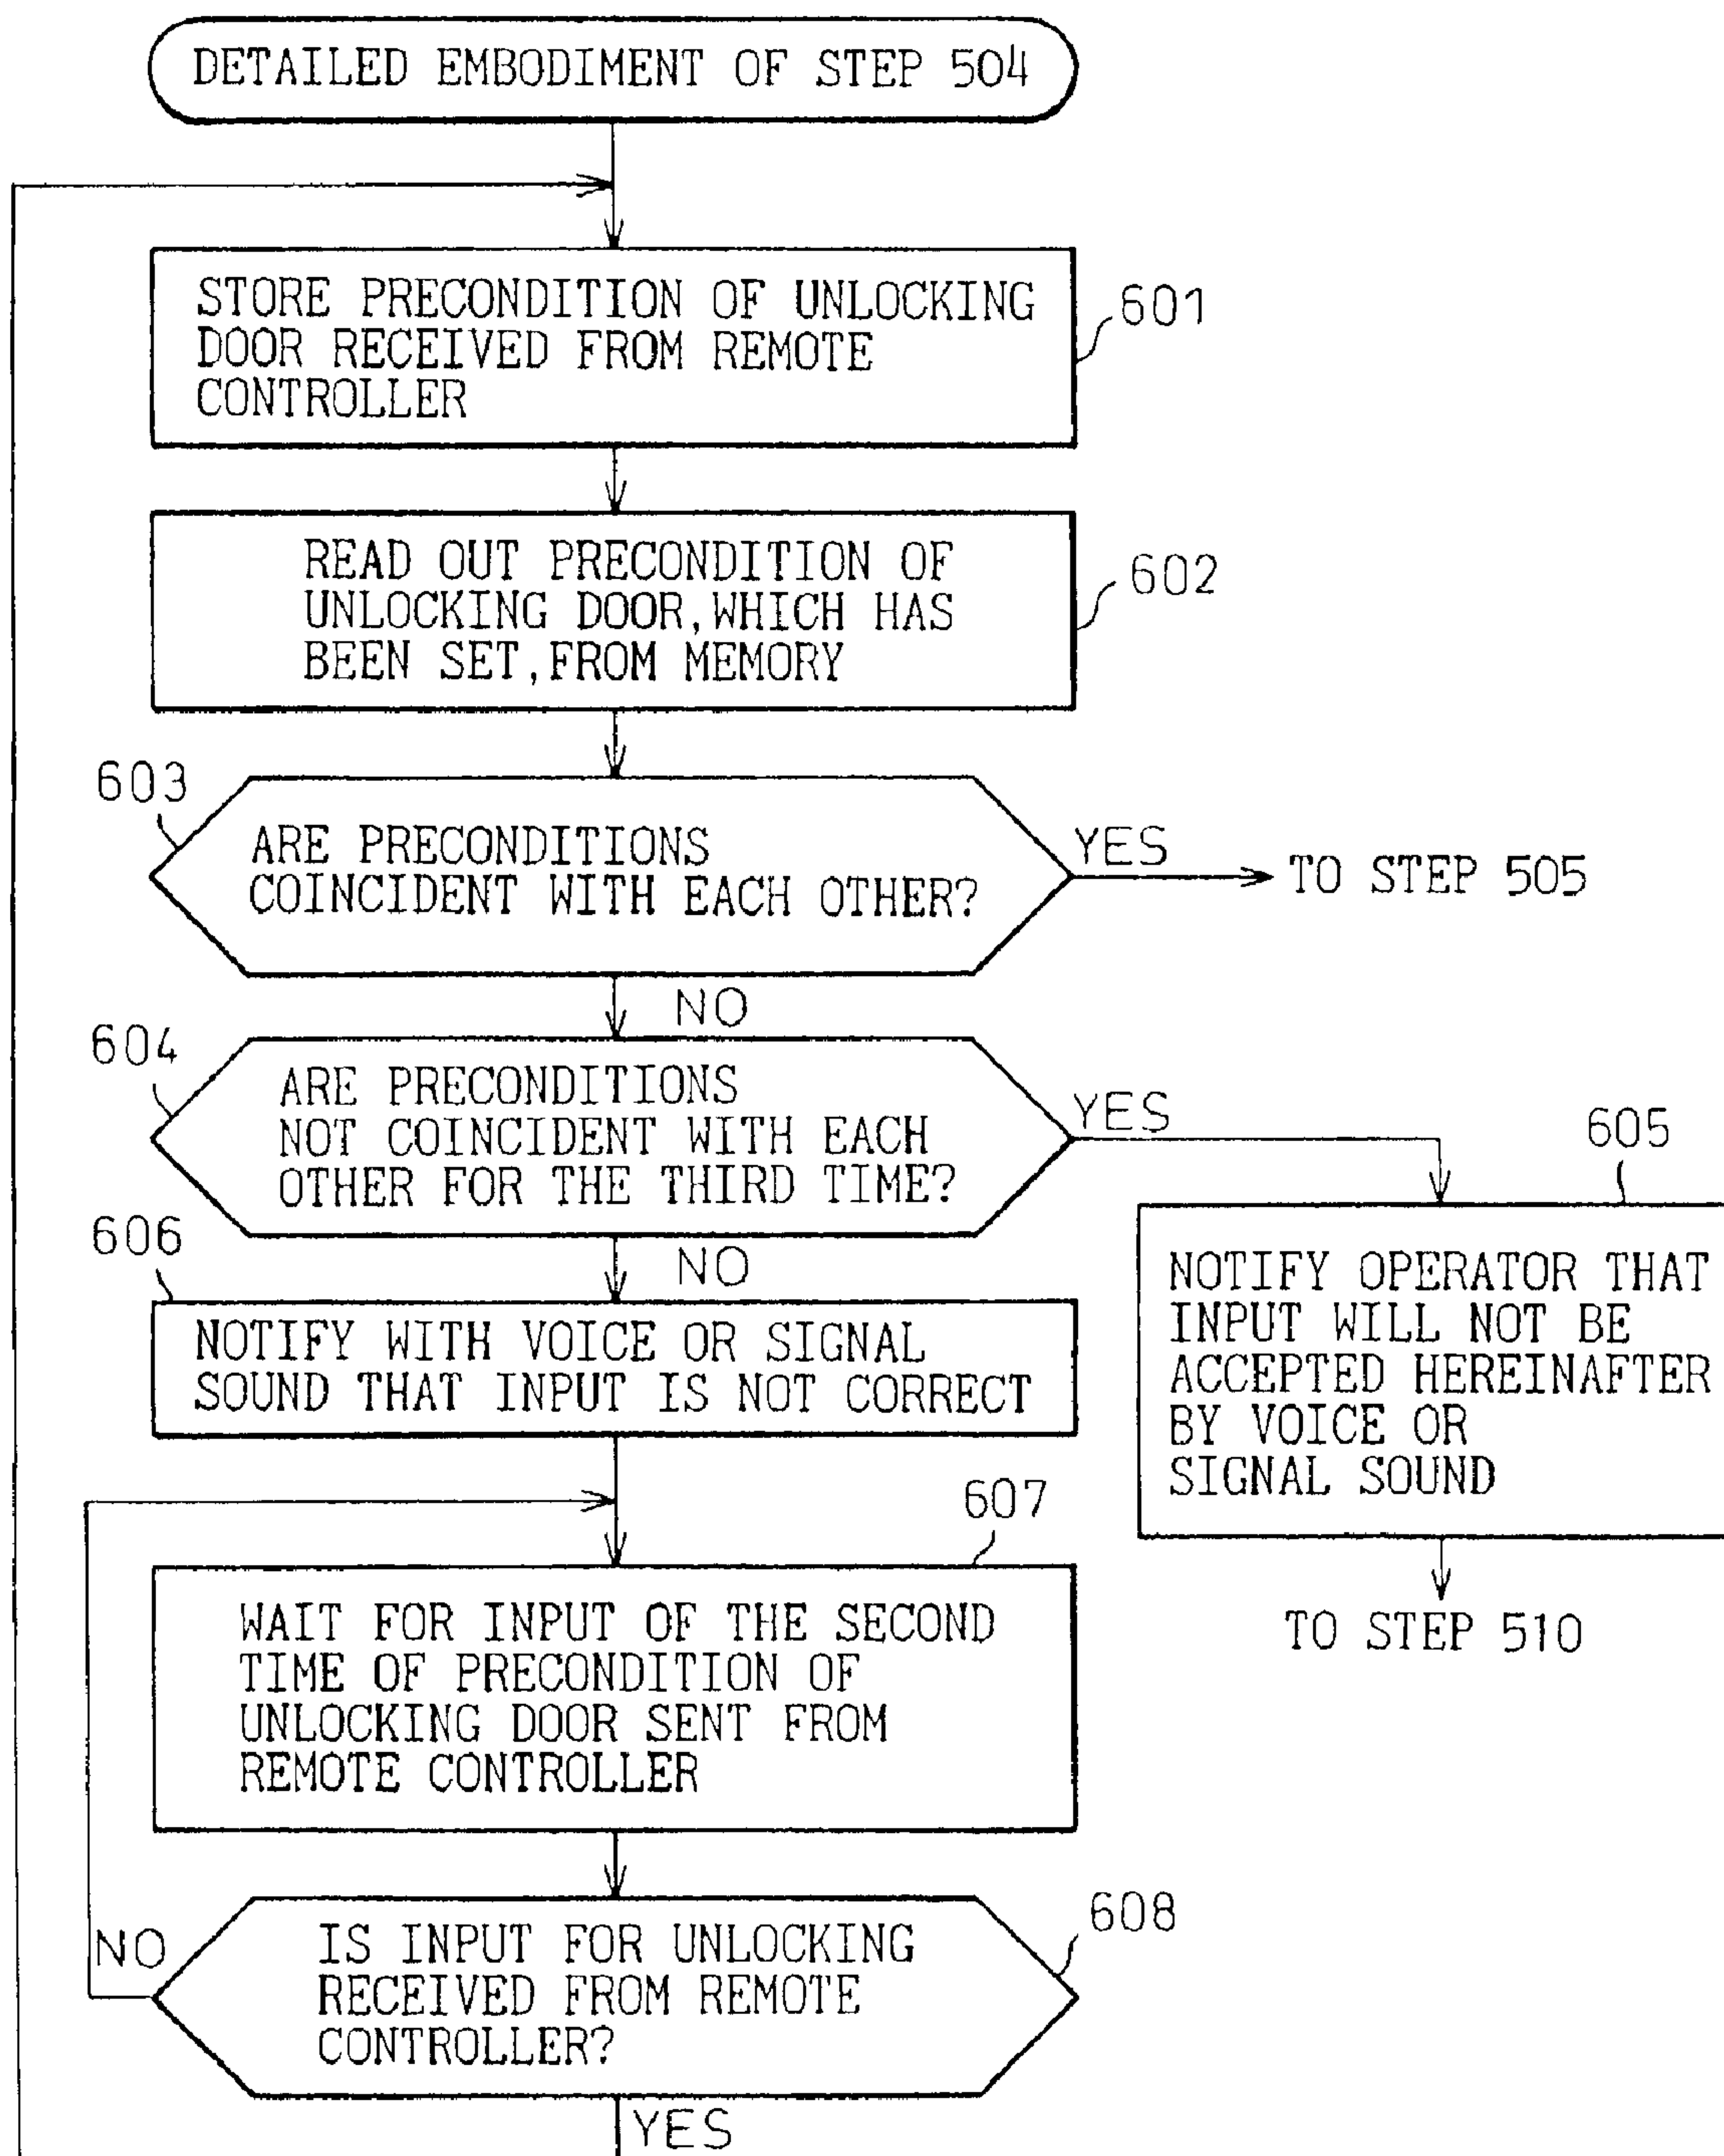 DETAILED EMBODIMENT OF STEP 504
STORE PRECONDITION OF UNLOCKING
DOOR RECEIVED FROM REMOTE
CONTROLLER
601
READ OUT PRECONDITION OF
UNLOCKING DOOR, WHICH HAS
BEEN SET, FROM MEMORY
602
603
ARE PRECONDITIONS
COINCIDENT WITH EACH OTHER?
YES
TO STEP 505
NO
604
ARE PRECONDITIONS
NOT COINCIDENT WITH EACH
OTHER FOR THE THIRD TIME?
YES
605
NOTIFY OPERATOR THAT
INPUT WILL NOT BE
ACCEPTED HEREINAFTER
BY VOICE OR
SIGNAL SOUND
TO STEP 510
NO
606
NOTIFY WITH VOICE OR SIGNAL
SOUND THAT INPUT IS NOT CORRECT
607
WAIT FOR INPUT OF THE SECOND
TIME OF PRECONDITION OF
UNLOCKING DOOR SENT FROM
REMOTE CONTROLLER
608
NO
IS INPUT FOR UNLOCKING
RECEIVED FROM REMOTE
CONTROLLER?
YES